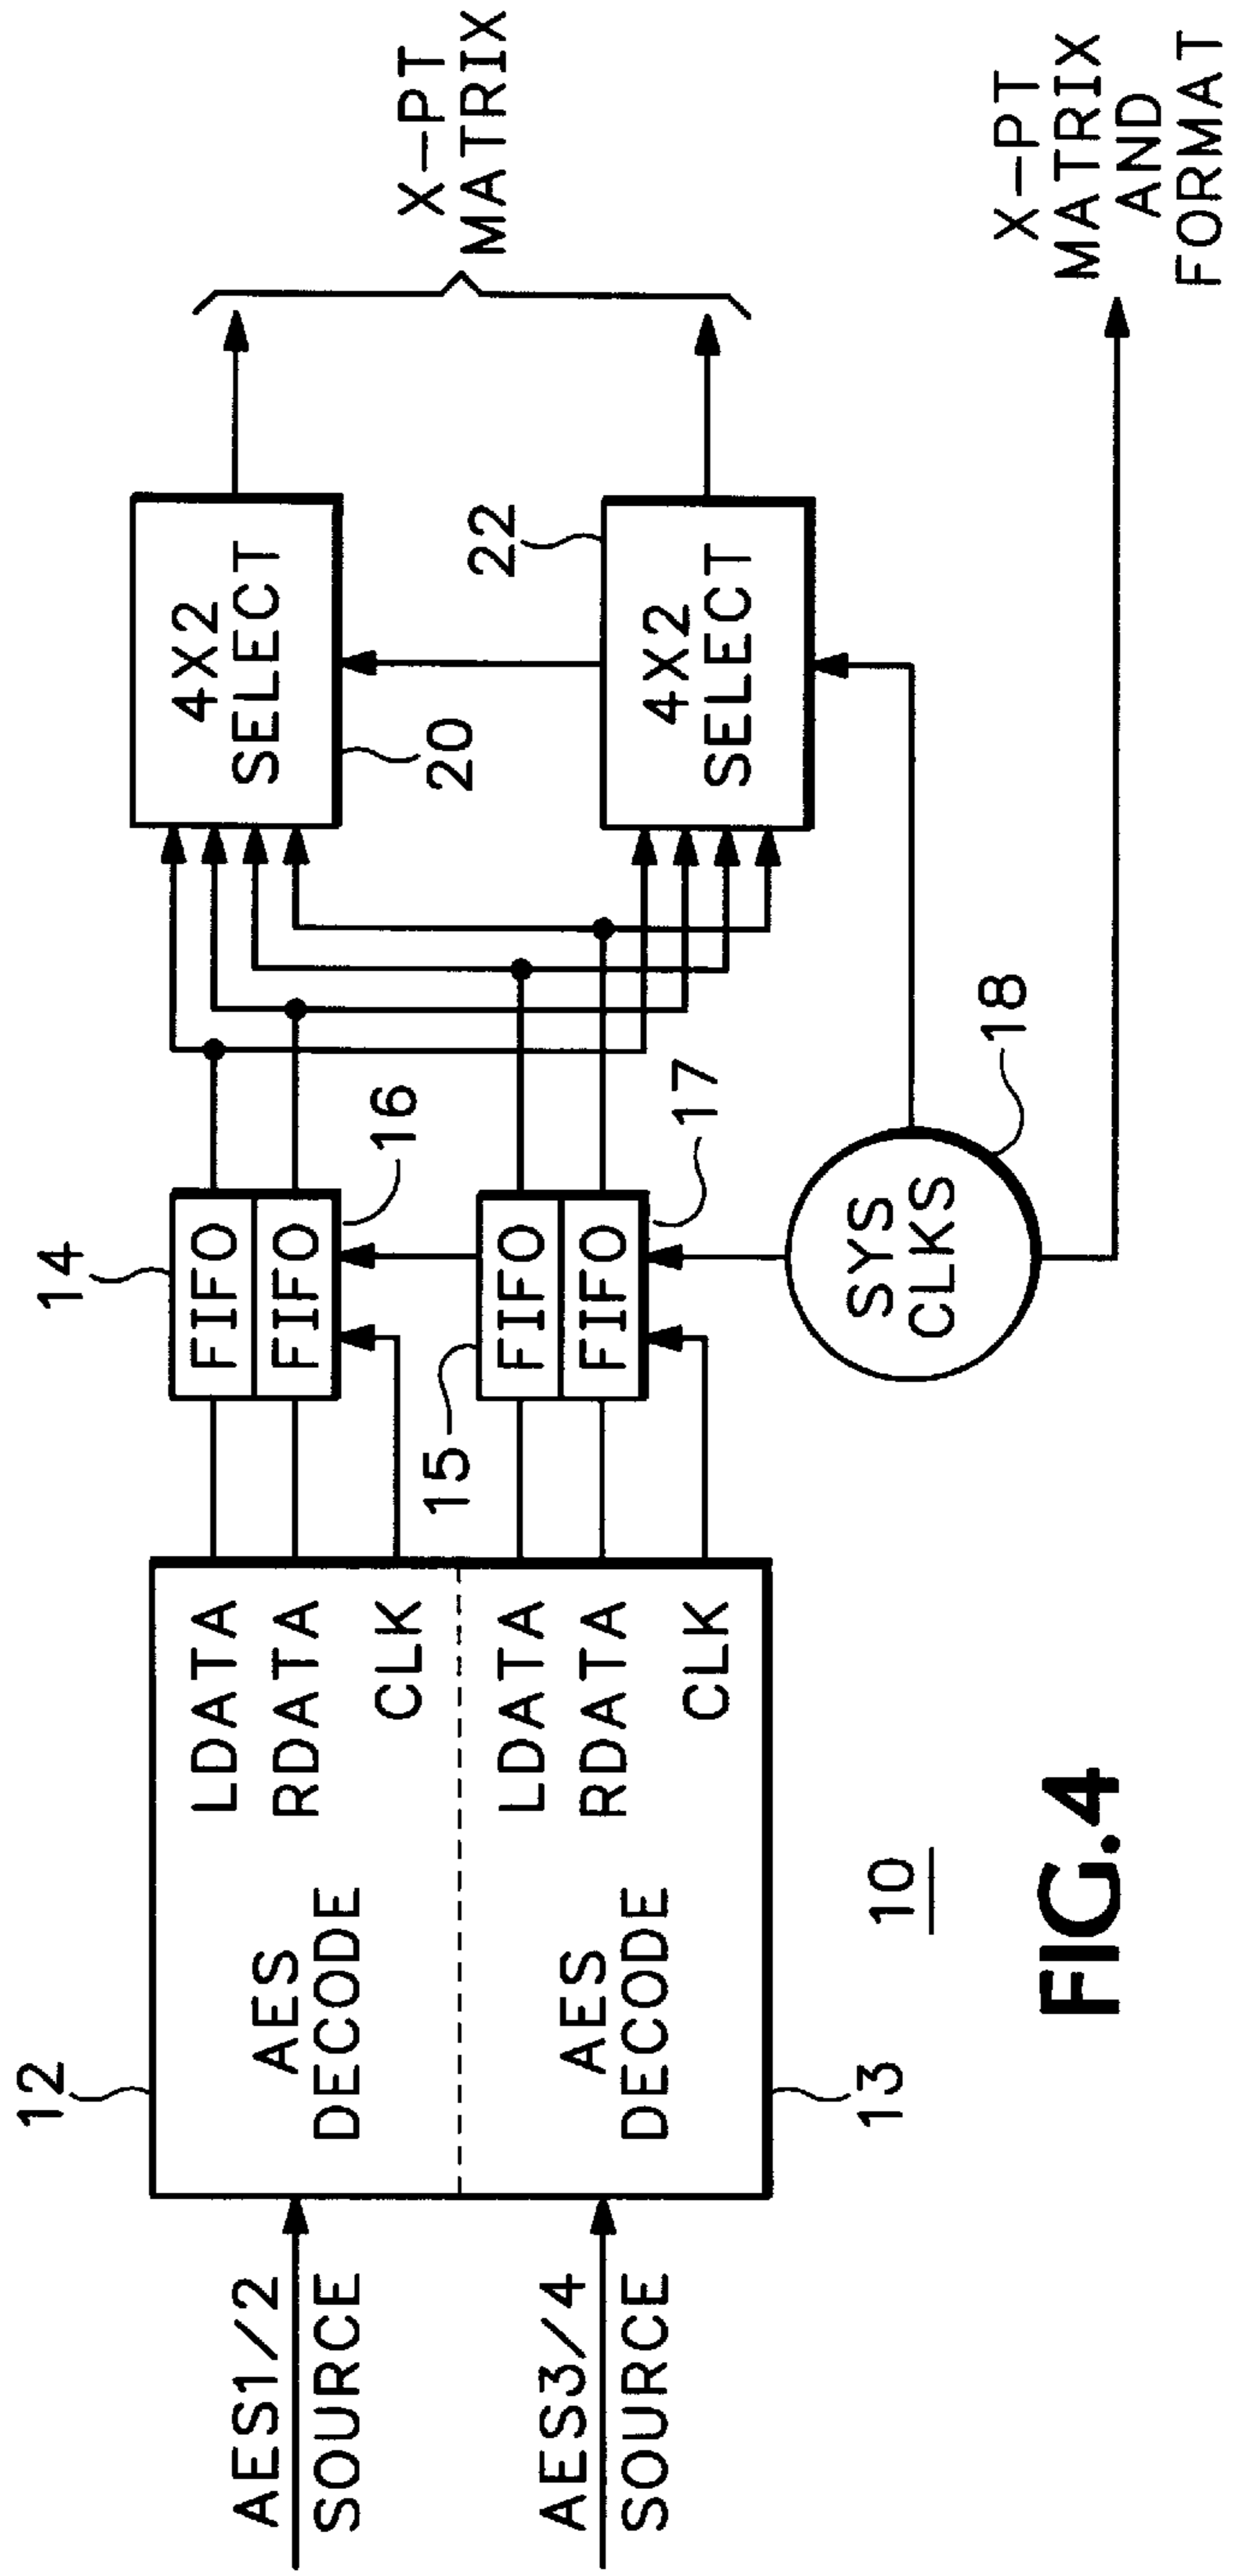 12
AES1/2
SOURCE
AES
DECODE
LDATA
RDATA
CLK
AES3/4
SOURCE
AES
DECODE
LDATA
RDATA
CLK
13
14
FIFO
FIFO
16
15
FIFO
FIFO
17
SYS
CLKS
18
4X2
SELECT
20
22
4X2
SELECT
X-PT
MATRIX
X-PT
MATRIX
AND
FORMAT
10
FIG.4